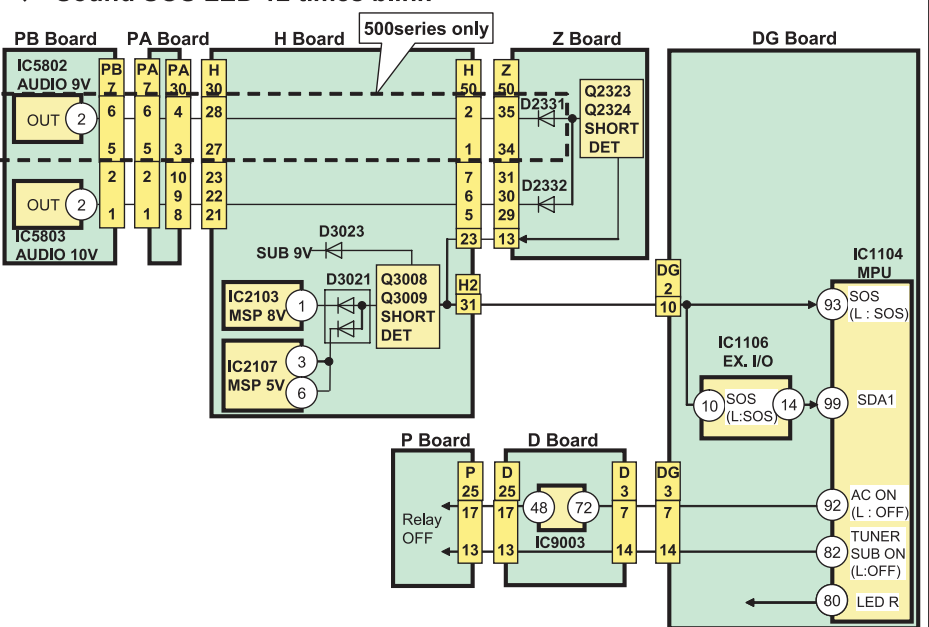 Sound SOS LED 12 times blink
500series only
PB Board
PA Board
H Board
Z Board
DG Board
IC5802
AUDIO 9V
OUT 2
PB
7
6
5
2
1
PA
7
6
5
2
1
PA
30
4
3
10
9
8
H
30
28
27
23
22
21
H
50
2
1
7
6
5
23
Z
50
35
34
31
30
29
13
D2331
Q2323
Q2324
SHORT
DET
D2332
OUT 2
IC5803
AUDIO 10V
D3023
SUB 9V
D3021
IC2103
MSP 8V
1
Q3008
Q3009
SHORT
DET
H2
31
IC2107
MSP 5V
3
6
DG
2
10
IC1104
MPU
93 SOS
(L : SOS)
IC1106
EX. I/O
10 SOS
(L:SOS)
14
99 SDA1
P Board
D Board
P
25
17
13
D
25
17
13
48
72
IC9003
D
3
7
14
DG
3
7
14
Relay
OFF
92 AC ON
(L : OFF)
82 TUNER
SUB ON
(L:OFF)
80 LED R